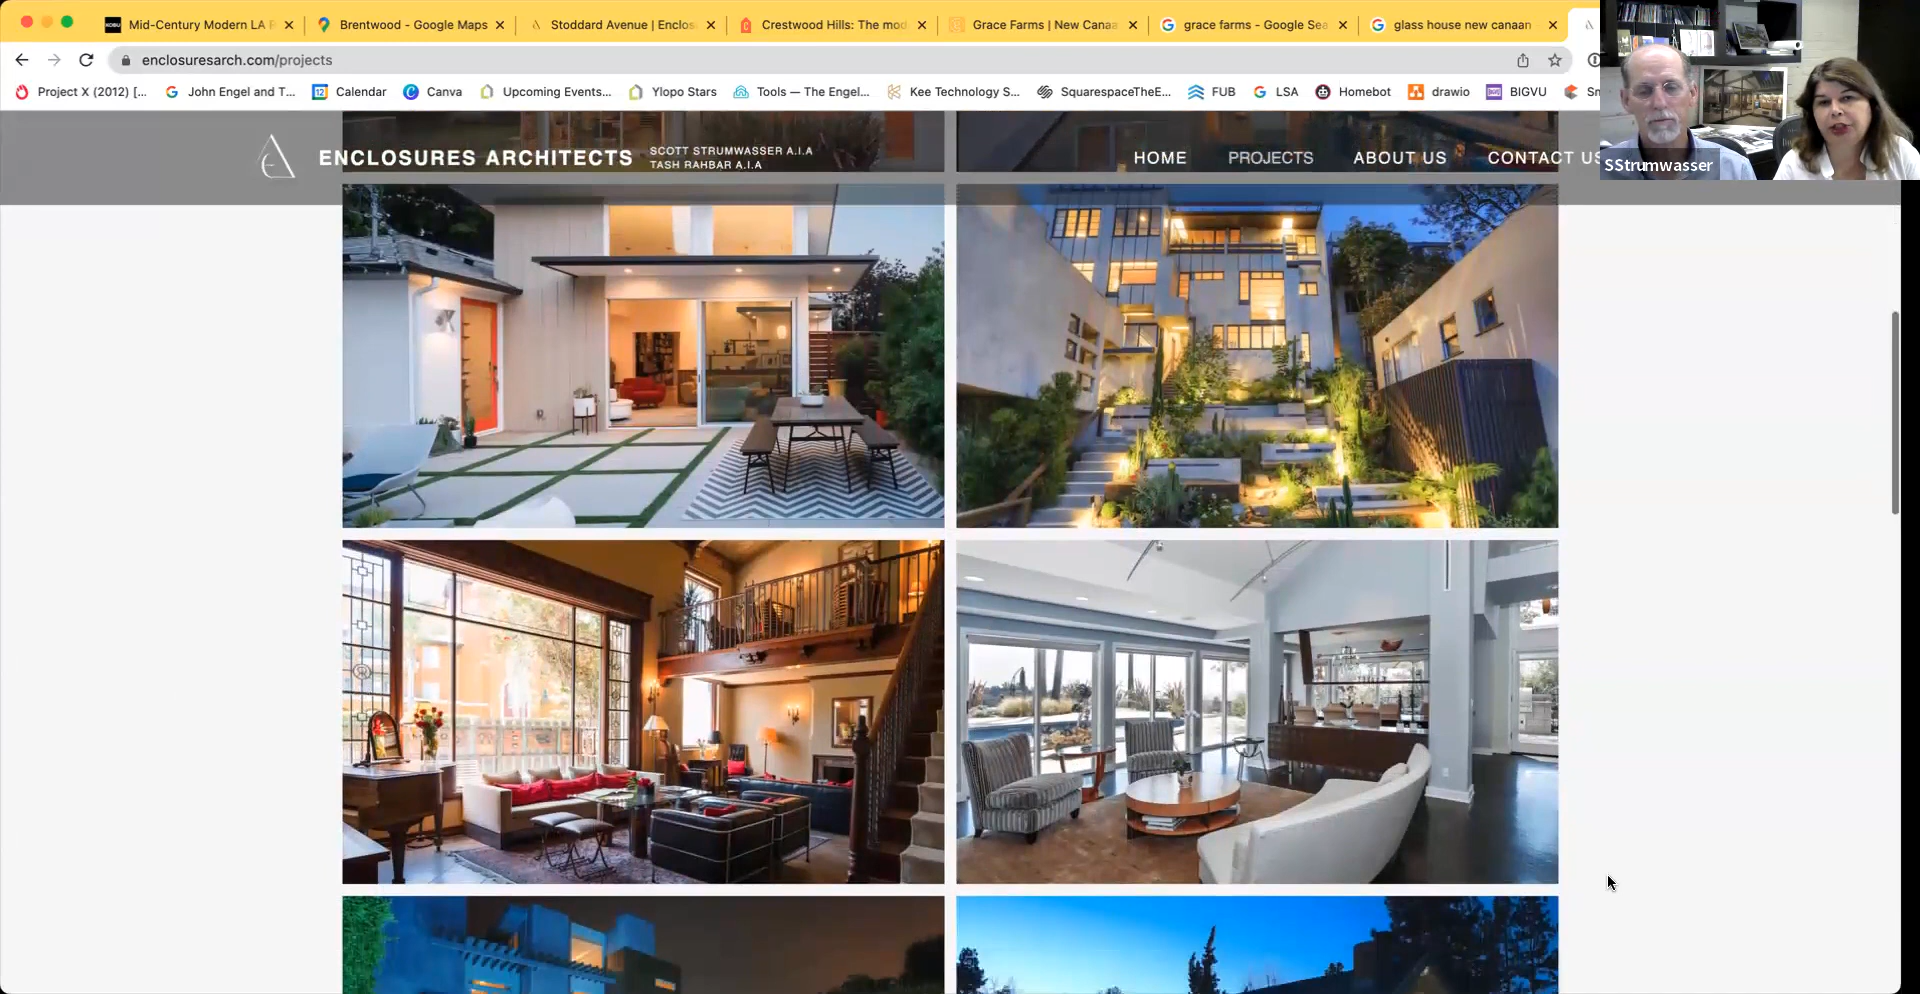 Mid-Century Modern LA
Brentwood - Google Maps
Stoddard Avenue | Enclos
Crestwood Hills: The mod
Grace Farms | New Canaa
grace farms - Google Sea
glass house new canaan
enclosuresarch.com/projects
Project X (2012) [...
John Engel and T...
12 Calendar
Canva
Upcoming Events...
Ylopo Stars
Tools — The Engel...
Kee Technology S...
SquarespaceTheE...
FUB
LSA
Homebot
drawio
BIGVU
Sm
ENCLOSURES ARCHITECTS
SCOTT STRUMWASSER A.I.A
TASH RAHBAR A.I.A
HOME PROJECTS ABOUT US CONTACT US
SStrumwasser